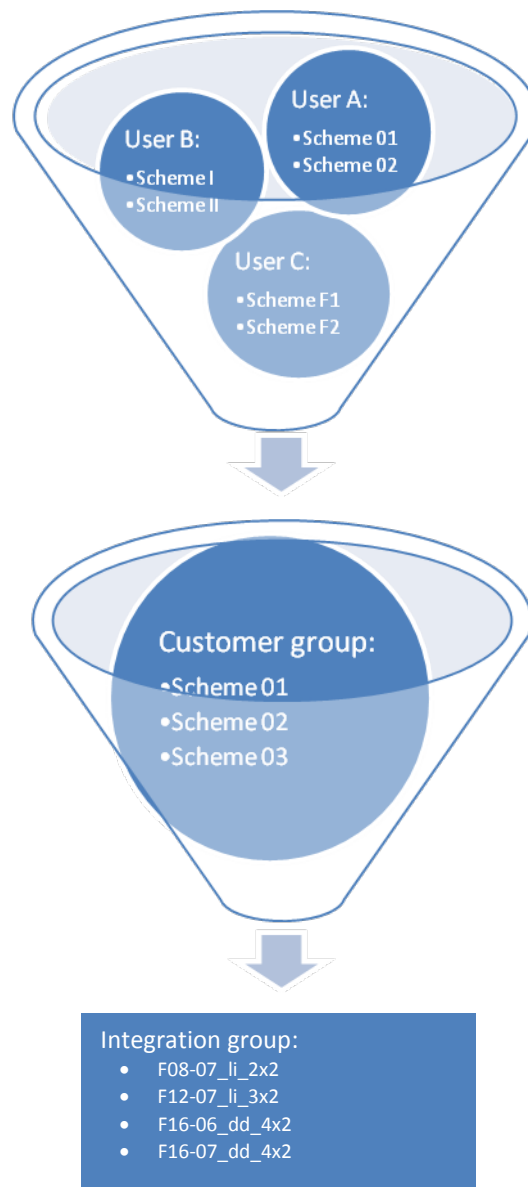 User A:
•Scheme 01
•Scheme 02
User B:
•Scheme I
•Scheme II
User C:
•Scheme F1
•Scheme F2
Customer group:
•Scheme 01
•Scheme 02
•Scheme 03
Integration group:
• F08-07_li_2x2
• F12-07_li_3x2
• F16-06_dd_4x2
• F16-07_dd_4x2